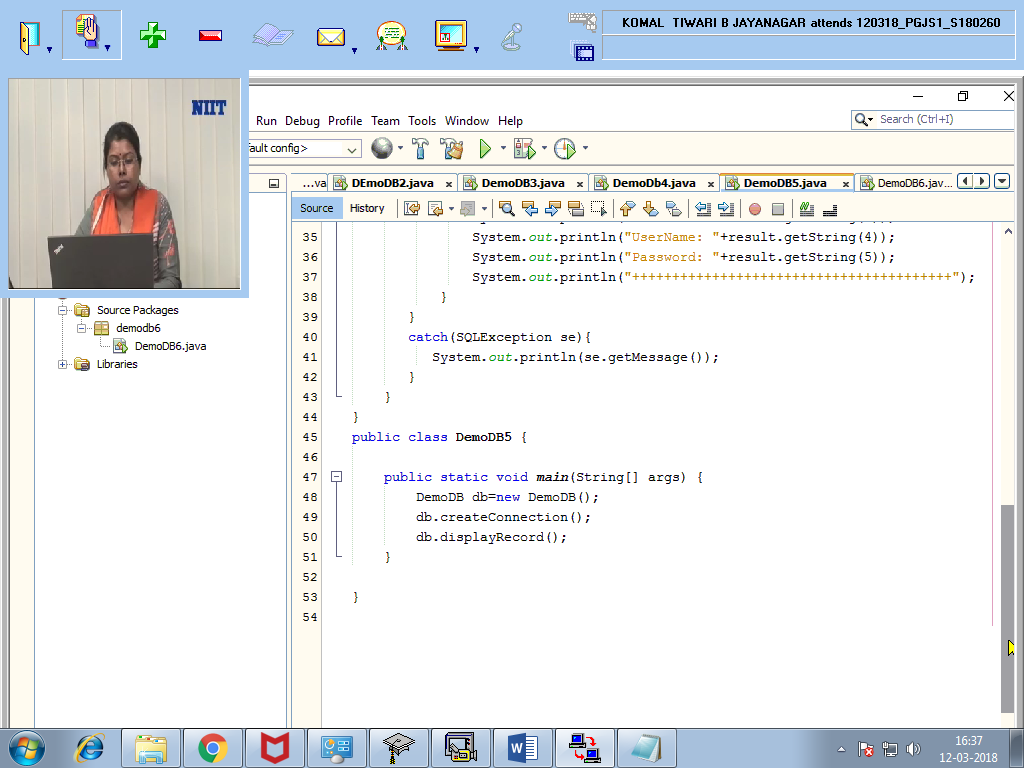 KOMAL TIWARI B JAYANAGAR attends 120318_PGJS1_S180260
NIIT
Run Debug Profile Team Tools Window Help
Search (Ctrl+I)
fault config>
...va DEmoDB2.java x DemoDB3.java x DemoDb4.java x DemoDB5.java x DemoDB6.jav...
Source History
35 System.out.println("UserName: "+result.getString(4));
36 System.out.println("Password: "+result.getString(5));
37 System.out.println("++++++++++++++++++++++++++++++++++++++++");
38 }
39 }
40 catch(SQLException se){
41 System.out.println(se.getMessage());
42 }
43 }
44 }
45 public class DemoDB5 {
46
47 public static void main(String[] args) {
48 DemoDB db=new DemoDB();
49 db.createConnection();
50 db.displayRecord();
51 }
52
53 }
54
Source Packages
demodb6
DemoDB6.java
Libraries
16:37
12-03-2018